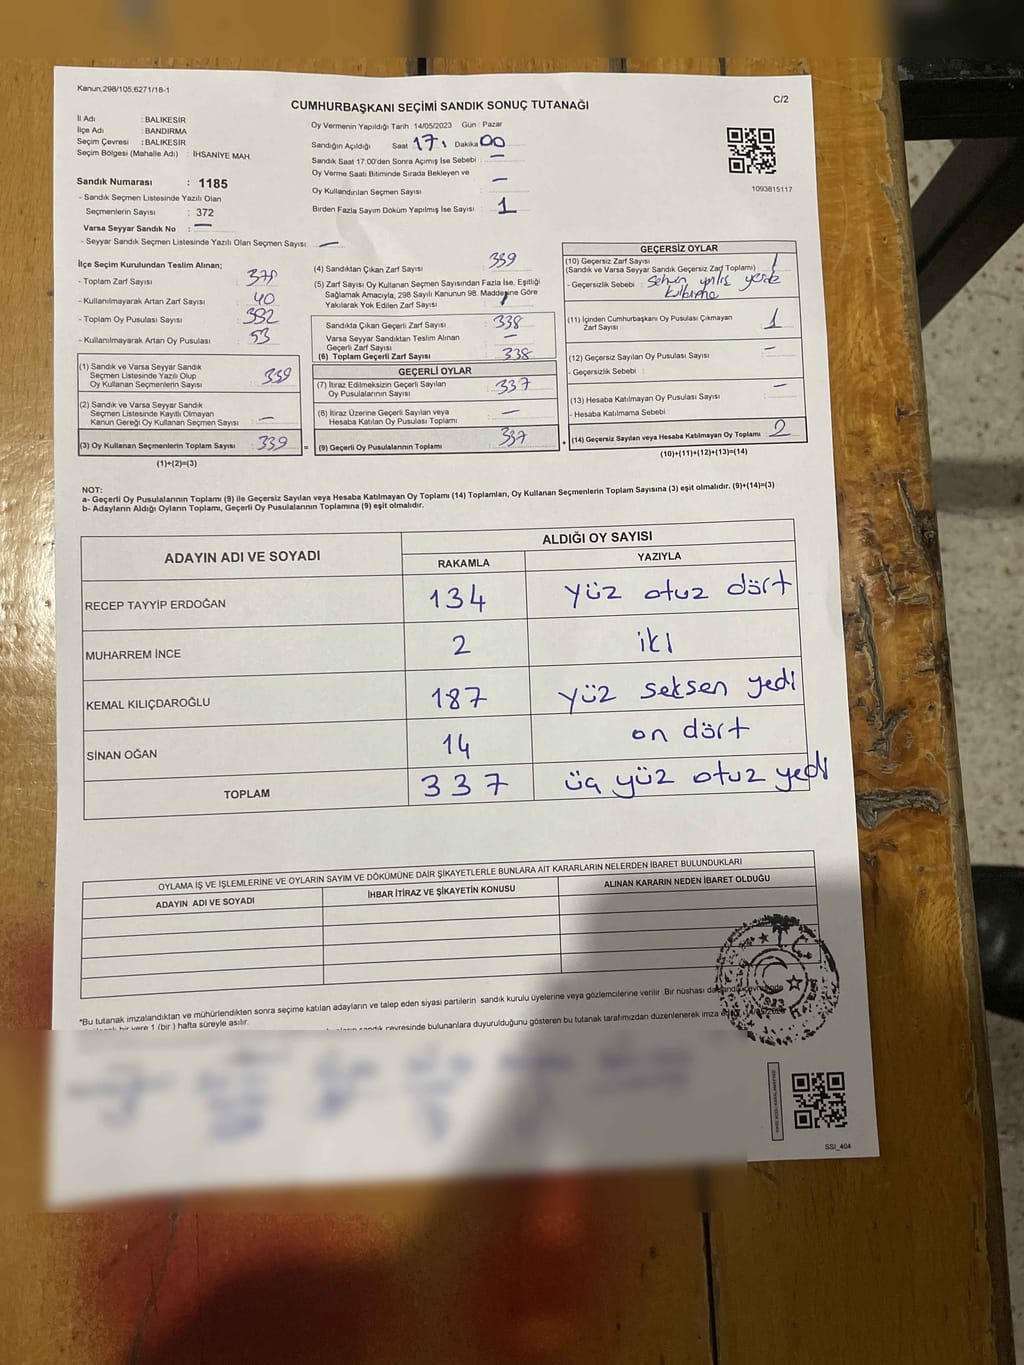 Kanun;298/105,6271/18-1
C/2
CUMHURBAŞKANI SEÇİMİ SANDIK SONUÇ TUTANAĞI
İl Adı : BALIKESİR
İlçe Adı : BANDIRMA
Seçim Çevresi : BALIKESİR
Seçim Bölgesi (Mahalle Adı) : İHSANİYE MAH.
Sandık Numarası : 1185
- Sandık Seçmen Listesinde Yazılı Olan
Seçmenlerin Sayısı : 372
Varsa Seyyar Sandık No : —
- Seyyar Sandık Seçmen Listesinde Yazılı Olan Seçmen Sayısı: —
Oy Vermenin Yapıldığı Tarih : 14/05/2023 Gün : Pazar
Sandığın Açıldığı Saat 17: Dakika 00
Sandık Saat 17:00'den Sonra Açımış İse Sebebi : —
Oy Verme Saati Bitiminde Sırada Bekleyen ve
Oy Kullandırılan Seçmen Sayısı : —
Birden Fazla Sayım Döküm Yapılmış İse Sayısı : 1
1093815117
İlçe Seçim Kurulundan Teslim Alınan;
- Toplam Zarf Sayısı :
- Kullanılmayarak Artan Zarf Sayısı : 40
- Toplam Oy Pusulası Sayısı : 392
- Kullanılmayarak Artan Oy Pusulası : 53
(1) Sandık ve Varsa Seyyar Sandık
Seçmen Listesinde Yazılı Olup
Oy Kullanan Seçmenlerin Sayısı : 339
(2) Sandık ve Varsa Seyyar Sandık
Seçmen Listesinde Kayıtlı Olmayan
Kanun Gereği Oy Kullanan Seçmen Sayısı : —
(3) Oy Kullanan Seçmenlerin Toplam Sayısı : 339 =
(1)+(2)=(3)
(4) Sandıktan Çıkan Zarf Sayısı : 339
(5) Zarf Sayısı Oy Kullanan Seçmen Sayısından Fazla İse, Eşitliği
Sağlamak Amacıyla, 298 Sayılı Kanunun 98. Maddesine Göre
Yakılarak Yok Edilen Zarf Sayısı :
Sandıkta Çıkan Geçerli Zarf Sayısı : 338
Varsa Seyyar Sandıktan Teslim Alınan
Geçerli Zarf Sayısı : —
(6) Toplam Geçerli Zarf Sayısı : 338
GEÇERLİ OYLAR
(7) İtiraz Edilmeksizin Geçerli Sayılan
Oy Pusulalarının Sayısı : 337
(8) İtiraz Üzerine Geçerli Sayılan veya
Hesaba Katılan Oy Pusulası Toplamı : —
(9) Geçerli Oy Pusulalarının Toplamı : 337 +
GEÇERSİZ OYLAR
(10) Geçersiz Zarf Sayısı
(Sandık ve Varsa Seyyar Sandık Geçersiz Zarf Toplamı) : 1
- Geçersizlik Sebebi :
(11) İçinden Cumhurbaşkanı Oy Pusulası Çıkmayan
Zarf Sayısı : 1
(12) Geçersiz Sayılan Oy Pusulası Sayısı : —
- Geçersizlik Sebebi :
(13) Hesaba Katılmayan Oy Pusulası Sayısı : —
- Hesaba Katılmama Sebebi :
(14) Geçersiz Sayılan veya Hesaba Katılmayan Oy Toplamı : 2
(10)+(11)+(12)+(13)=(14)
NOT:
a- Geçerli Oy Pusulalarının Toplamı (9) ile Geçersiz Sayılan veya Hesaba Katılmayan Oy Toplamı (14) Toplamları, Oy Kullanan Seçmenlerin Toplam Sayısına (3) eşit olmalıdır. (9)+(14)=(3)
b- Adayların Aldığı Oyların Toplamı, Geçerli Oy Pusulalarının Toplamına (9) eşit olmalıdır.
ADAYIN ADI VE SOYADI
ALDIĞI OY SAYISI
RAKAMLA YAZIYLA
RECEP TAYYİP ERDOĞAN 134 yüz otuz dört
MUHARREM İNCE 2 iki
KEMAL KILIÇDAROĞLU 187 yüz seksen yedi
SİNAN OĞAN 14 on dört
TOPLAM 337 üç yüz otuz yedi
OYLAMA İŞ VE İŞLEMLERİNE VE OYLARIN SAYIM VE DÖKÜMÜNE DAİR ŞİKAYETLERLE BUNLARA AİT KARARLARIN NELERDEN İBARET BULUNDUKLARI
ADAYIN ADI VE SOYADI İHBAR İTİRAZ VE ŞİKAYETİN KONUSU ALINAN KARARIN NEDEN İBARET OLDUĞU
*Bu tutanak imzalandıktan ve mühürlendikten sonra seçime katılan adayların ve talep eden siyasi partilerin sandık kurulu üyelerine veya gözlemcilerine verilir. Bir nüshası da
bir yere 1 (bir) hafta süreyle asılır.
sandık çevresinde bulunanlara duyurulduğunu gösteren bu tutanak tarafımızdan düzenlenerek imza
T.C.
SSI_404